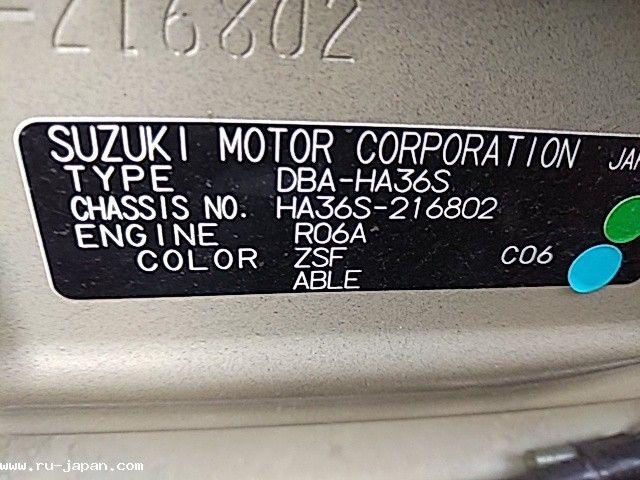 -216802
SUZUKI MOTOR CORPORATION
TYPE DBA-HA36S
CHASSIS NO. HA36S-216802
ENGINE R06A
COLOR ZSF C06
ABLE
www.ru-japan.com